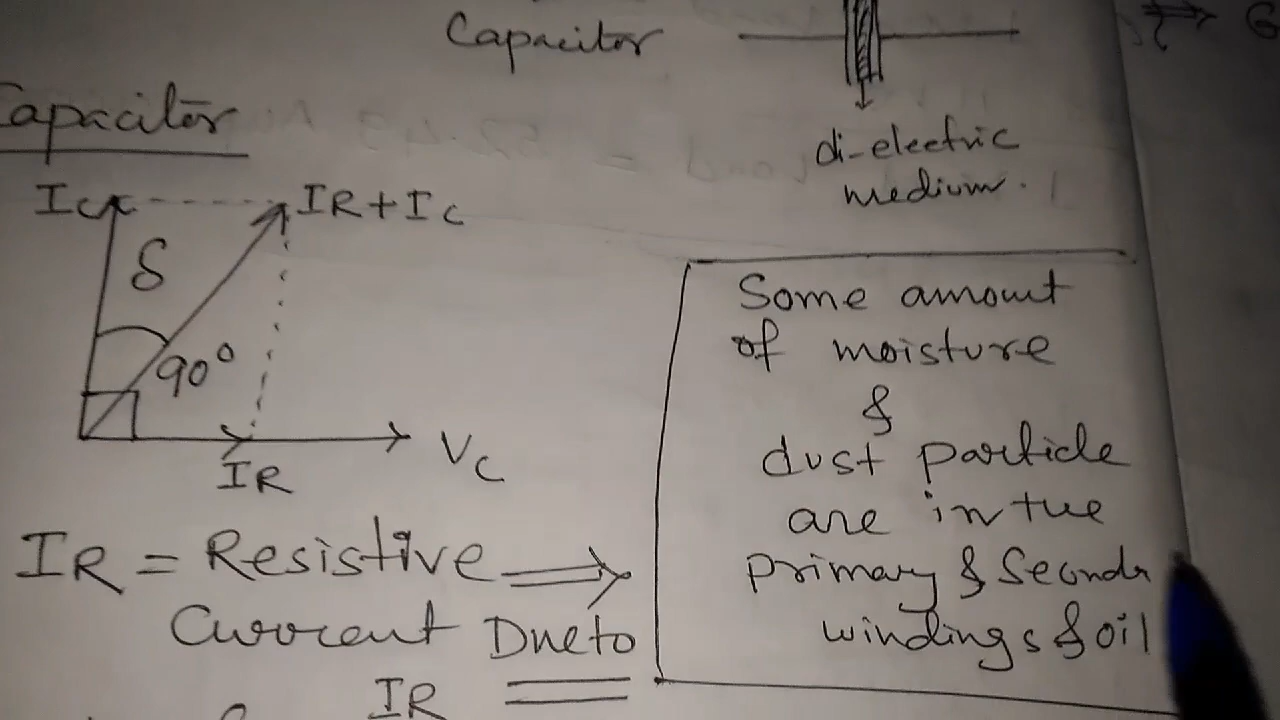 Capacitor
di-electric
medium.
Capacitor
Ic
IR+Ic
δ
90°
IR
Vc
IR = Resistive
Current Due to
IR
Some amount
of moisture
&
dust particle
are in the
primary &
windings & oil